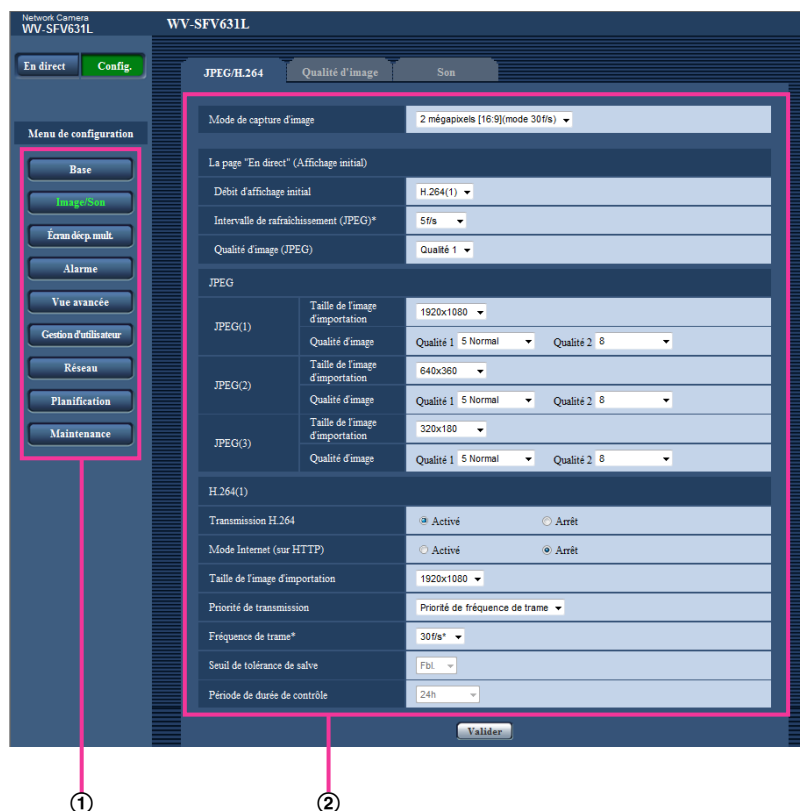 Network Camera
WV-SFV631L
WV-SFV631L
En direct
Config.
Menu de configuration
Base
Image/Son
Écran décp. mult.
Alarme
Vue avancée
Gestion d'utilisateur
Réseau
Planification
Maintenance
JPEG/H.264
Qualité d'image
Son
Mode de capture d'image
2 mégapixels [16:9](mode 30f/s)
La page "En direct" (Affichage initial)
Débit d'affichage initial
H.264(1)
Intervalle de rafraîchissement (JPEG)*
5f/s
Qualité d'image (JPEG)
Qualité 1
JPEG
JPEG(1)
Taille de l'image
d'importation
1920x1080
Qualité d'image
Qualité 1 5 Normal Qualité 2 8
JPEG(2)
Taille de l'image
d'importation
640x360
Qualité d'image
Qualité 1 5 Normal Qualité 2 8
JPEG(3)
Taille de l'image
d'importation
320x180
Qualité d'image
Qualité 1 5 Normal Qualité 2 8
H.264(1)
Transmission H.264
Activé Arrêt
Mode Internet (sur HTTP)
Activé Arrêt
Taille de l'image d'importation
1920x1080
Priorité de transmission
Priorité de fréquence de trame
Fréquence de trame*
30f/s*
Seuil de tolérance de salve
Fbl.
Période de durée de contrôle
24h
Valider
① ②